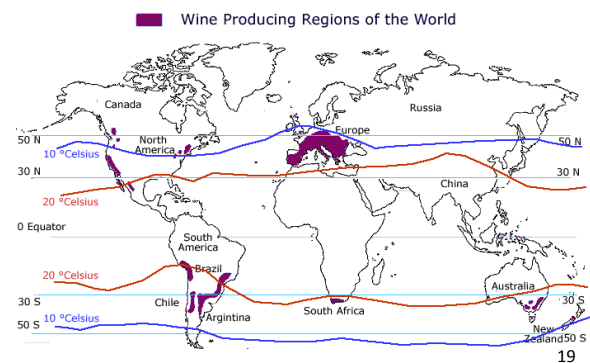 Wine Producing Regions of the World
Canada
Russia
Europe
50 N
North
America
50 N
10 °Celsius
30 N
30 N
China
20 °Celsius
0 Equator
South
America
Brazil
20 °Celsius
Australia
Chile
30 S
30 S
South Africa
10 °Celsius
Argintina
50 S
New
Zealand
50 S
19